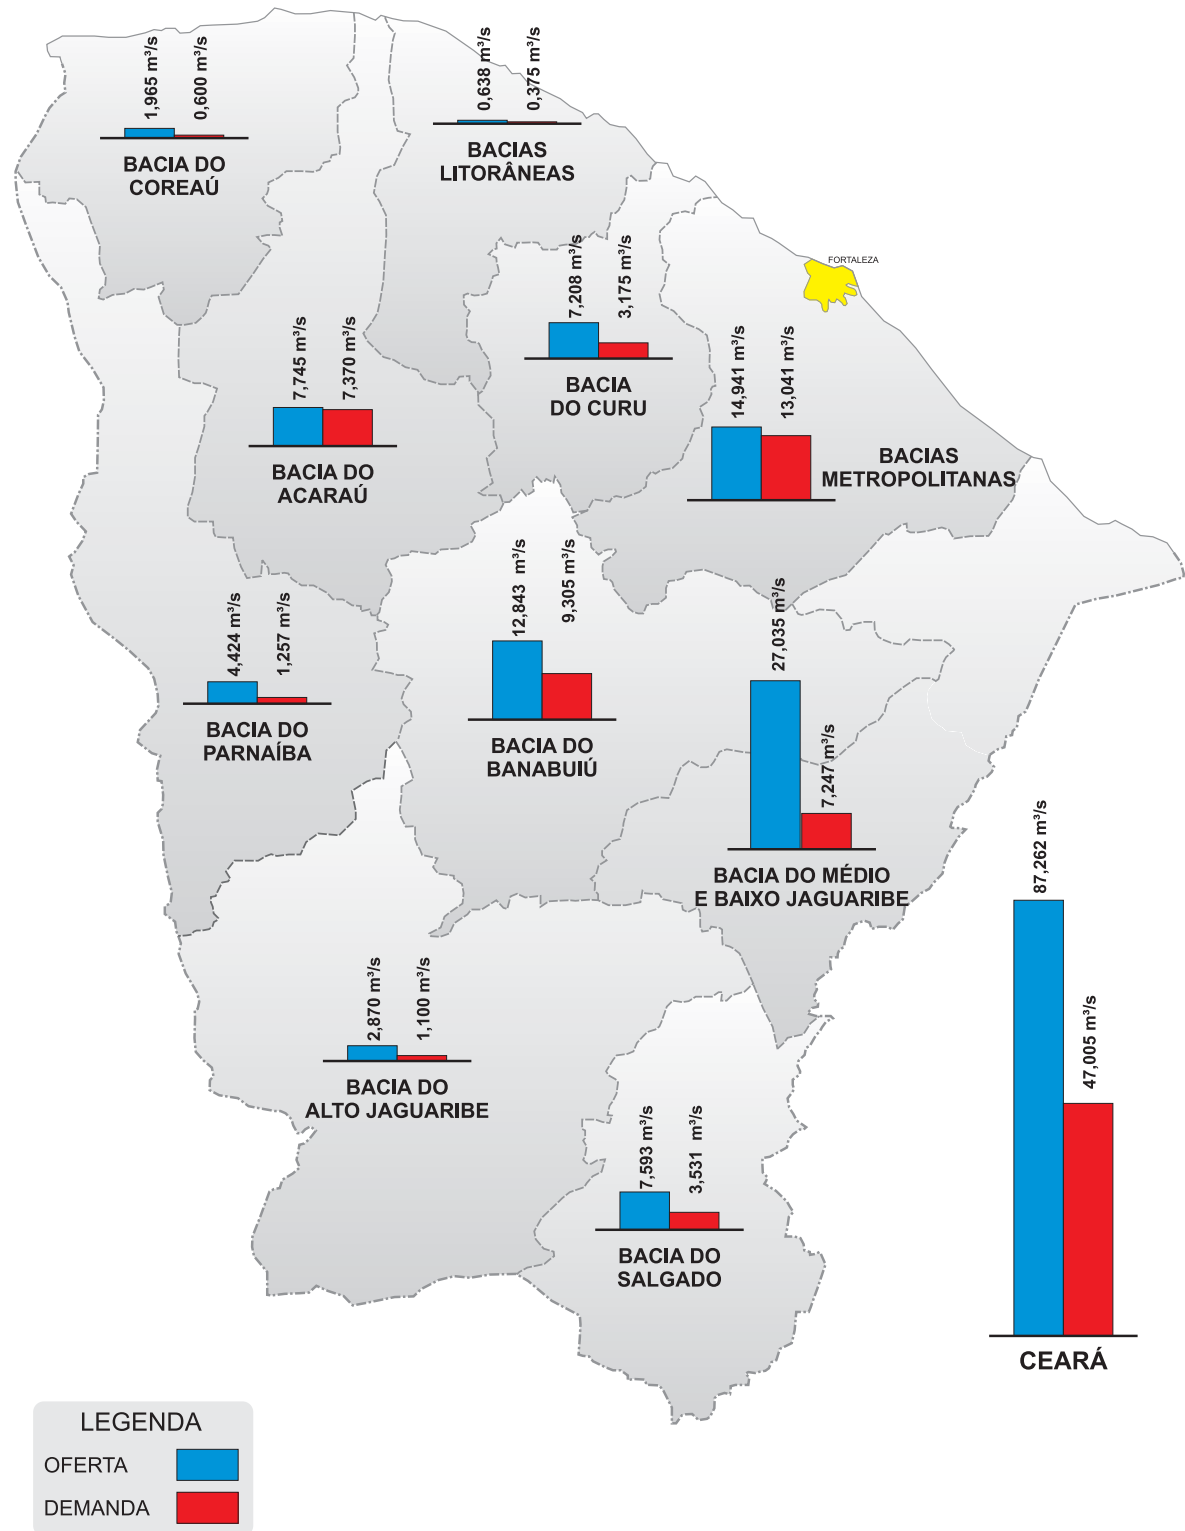 1,965 m³/s
0,600 m³/s
BACIA DO
COREAÚ
0,638 m³/s
0,375 m³/s
BACIAS
LITORÂNEAS
7,208 m³/s
3,175 m³/s
BACIA
DO CURU
FORTALEZA
7,745 m³/s
7,370 m³/s
BACIA DO
ACARAÚ
14,941 m³/s
13,041 m³/s
BACIAS
METROPOLITANAS
4,424 m³/s
1,257 m³/s
BACIA DO
PARNAÍBA
12,843 m³/s
9,305 m³/s
BACIA DO
BANABUIÚ
27,035 m³/s
7,247 m³/s
BACIA DO MÉDIO
E BAIXO JAGUARIBE
2,870 m³/s
1,100 m³/s
BACIA DO
ALTO JAGUARIBE
7,593 m³/s
3,531 m³/s
BACIA DO
SALGADO
87,262 m³/s
47,005 m³/s
CEARÁ
LEGENDA
OFERTA
DEMANDA